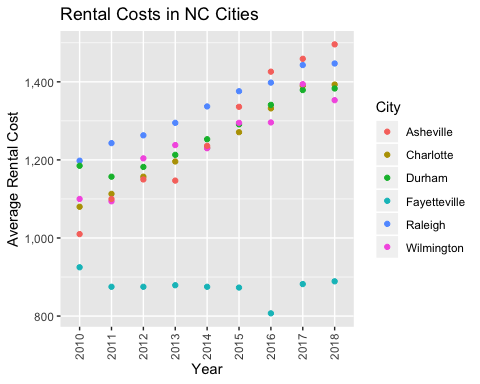 Rental Costs in NC Cities
Average Rental Cost
1,400
1,200
1,000
800
2010
2011
2012
2013
2014
2015
2016
2017
2018
Year
City
Asheville
Charlotte
Durham
Fayetteville
Raleigh
Wilmington